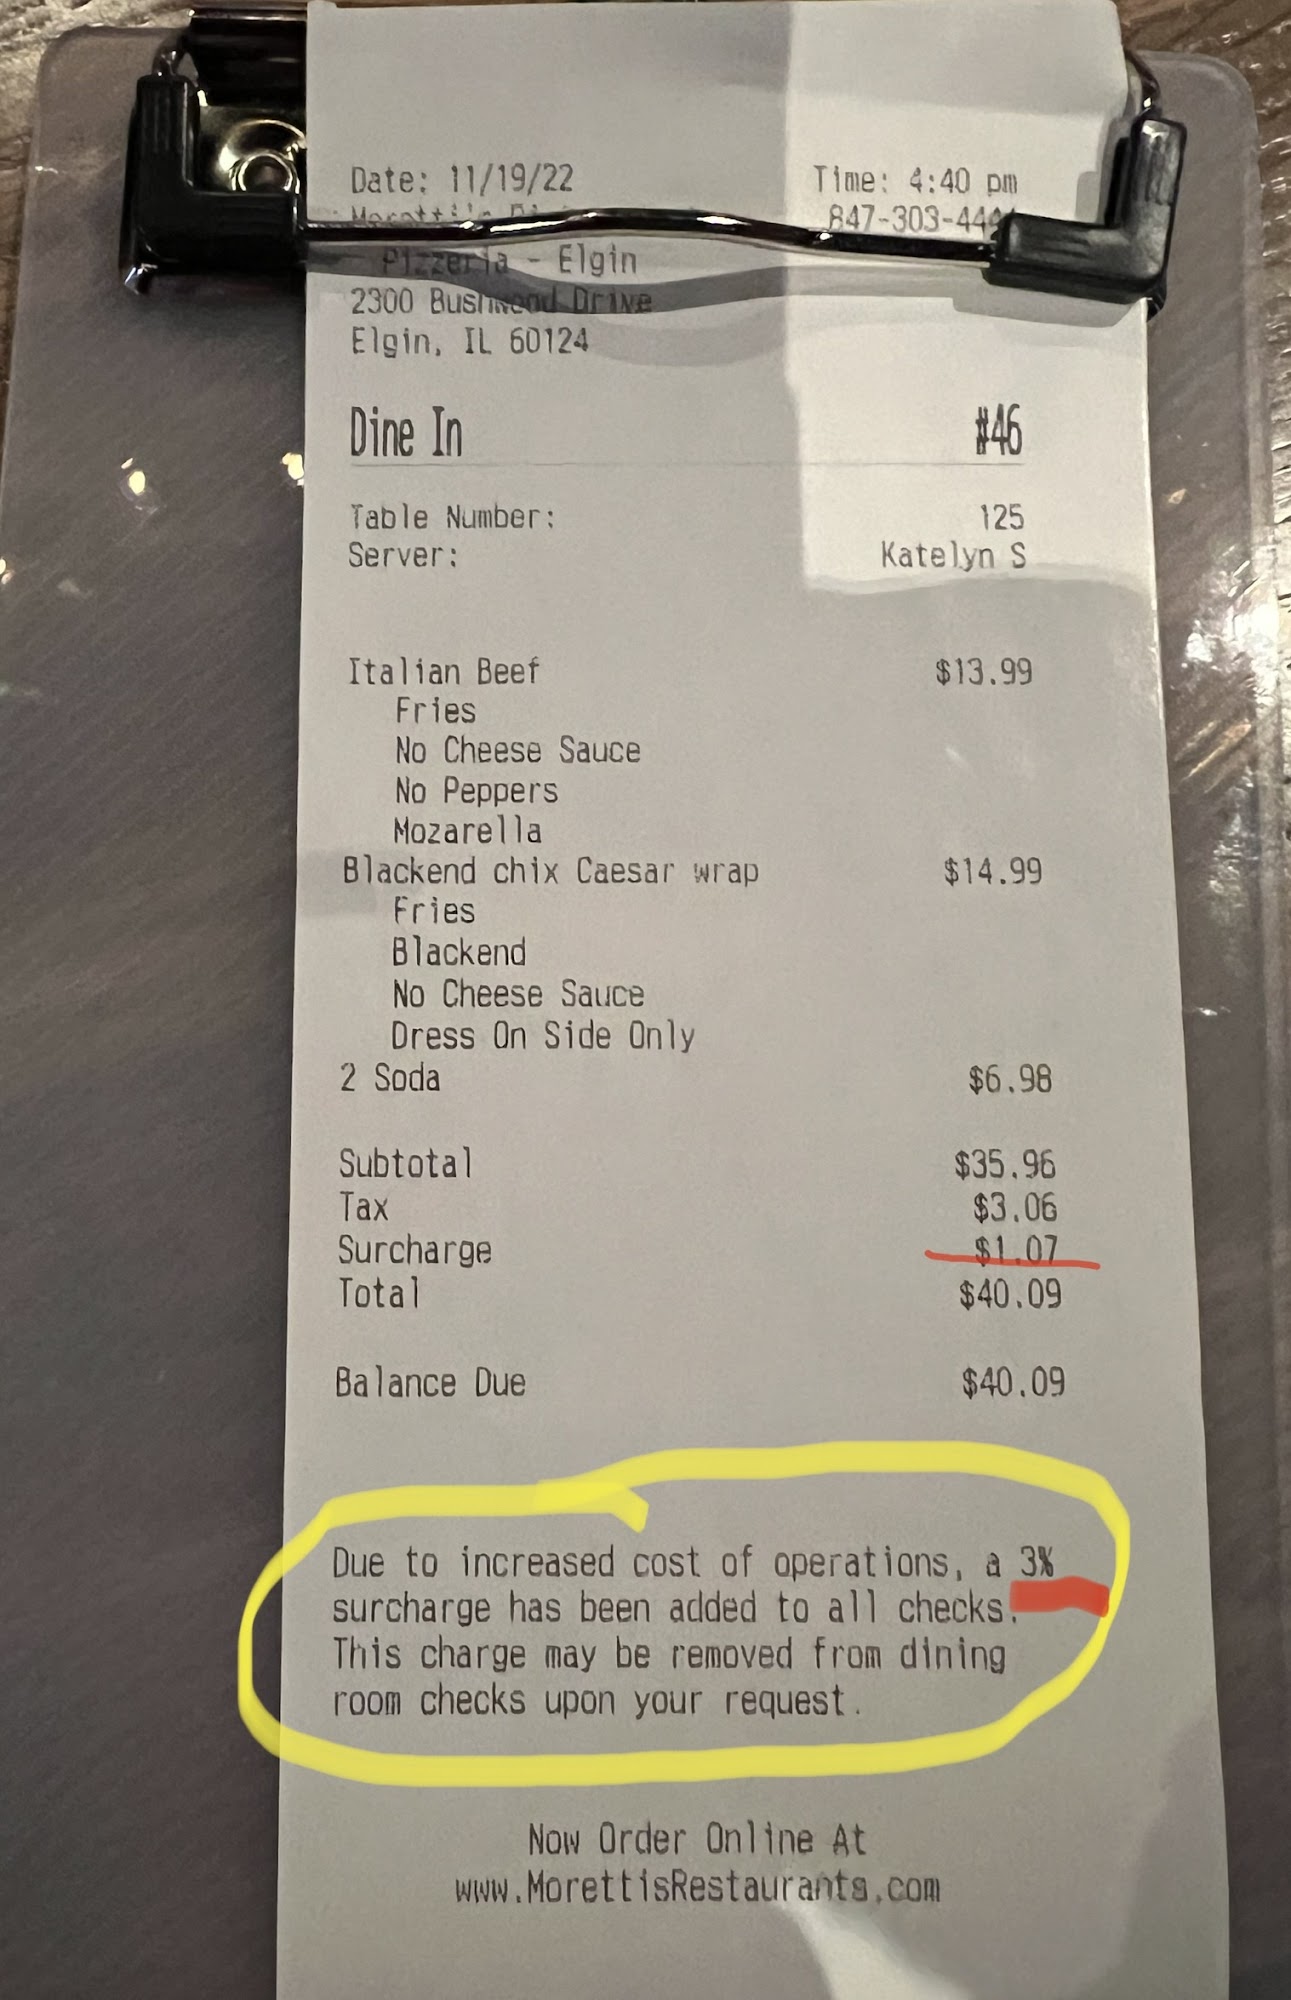 Date: 11/19/22 Time: 4:40 pm
847-303-444
Pizzeria - Elgin
2300 Bushwood Drive
Elgin, IL 60124
Dine In #46
Table Number: 125
Server: Katelyn S
Italian Beef $13.99
Fries
No Cheese Sauce
No Peppers
Mozarella
Blackend chix Caesar wrap $14.99
Fries
Blackend
No Cheese Sauce
Dress On Side Only
2 Soda $6.98
Subtotal $35.96
Tax $3.06
Surcharge $1.07
Total $40.09
Balance Due $40.09
Due to increased cost of operations, a 3%
surcharge has been added to all checks.
This charge may be removed from dining
room checks upon your request.
Now Order Online At
www.MorettisRestaurants.com